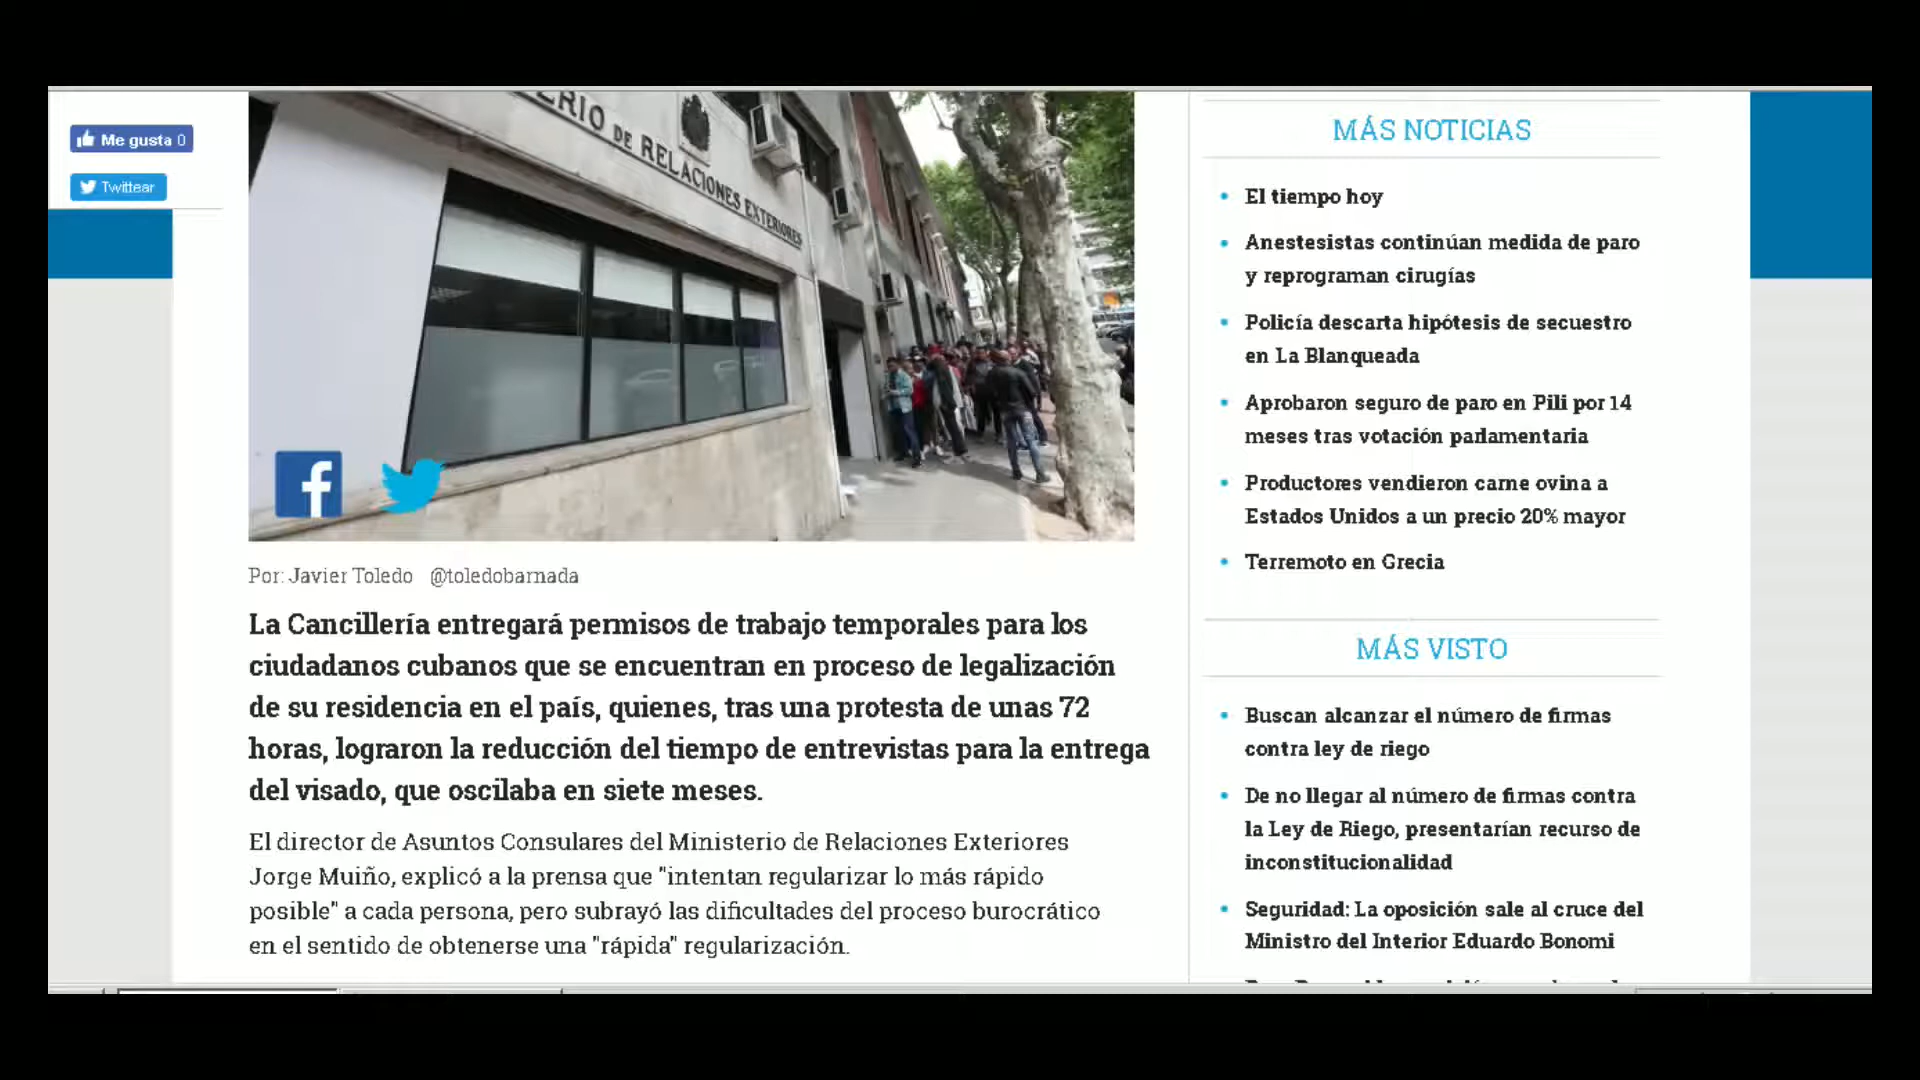 Me gusta 0
Twittear
ERIO DE RELACIONES EXTERIORES
Por: Javier Toledo @toledobarnada
La Cancillería entregará permisos de trabajo temporales para los
ciudadanos cubanos que se encuentran en proceso de legalización
de su residencia en el país, quienes, tras una protesta de unas 72
horas, lograron la reducción del tiempo de entrevistas para la entrega
del visado, que oscilaba en siete meses.
El director de Asuntos Consulares del Ministerio de Relaciones Exteriores
Jorge Muiño, explicó a la prensa que "intentan regularizar lo más rápido
posible" a cada persona, pero subrayó las dificultades del proceso burocrático
en el sentido de obtenerse una "rápida" regularización.
MÁS NOTICIAS
El tiempo hoy
Anestesistas continúan medida de paro
y reprograman cirugías
Policía descarta hipótesis de secuestro
en La Blanqueada
Aprobaron seguro de paro en Pili por 14
meses tras votación parlamentaria
Productores vendieron carne ovina a
Estados Unidos a un precio 20% mayor
Terremoto en Grecia
MÁS VISTO
Buscan alcanzar el número de firmas
contra ley de riego
De no llegar al número de firmas contra
la Ley de Riego, presentarían recurso de
inconstitucionalidad
Seguridad: La oposición sale al cruce del
Ministro del Interior Eduardo Bonomi